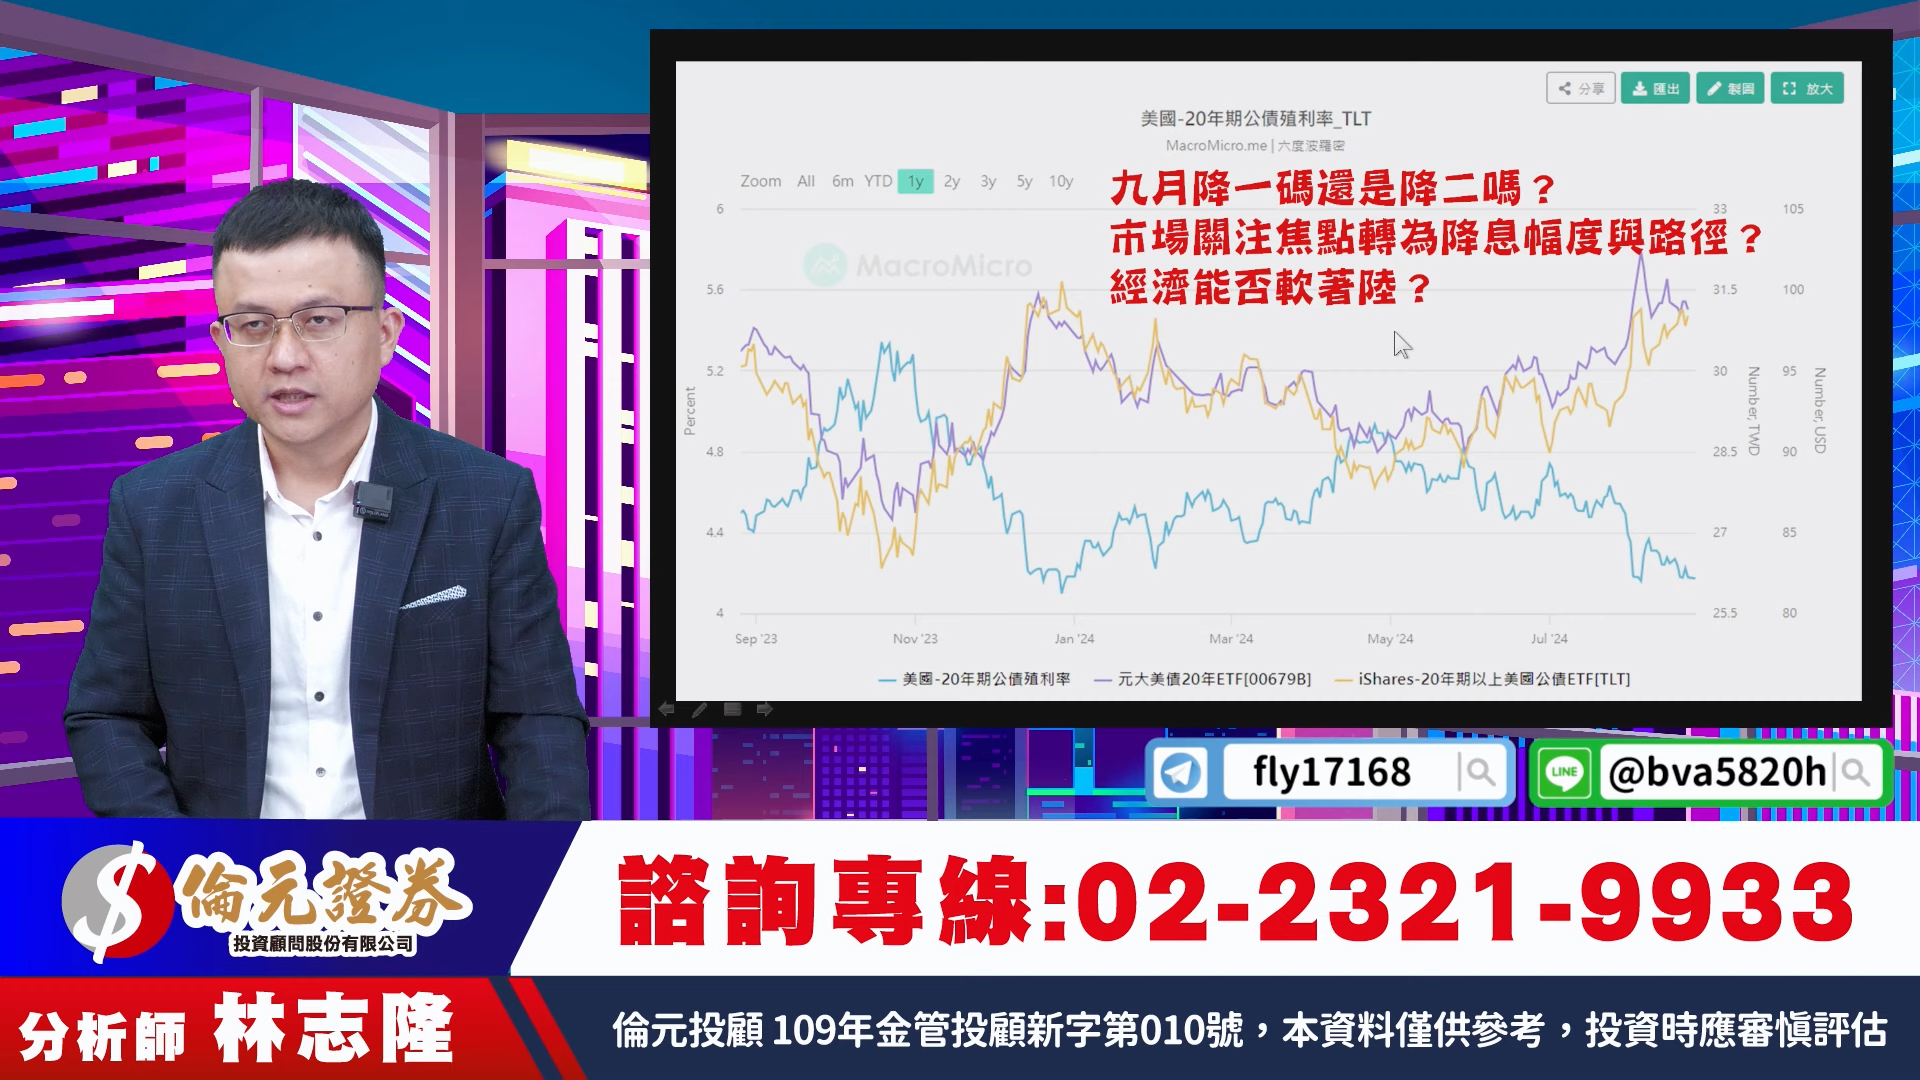 分享
匯出
製圖
放大
美國-20年期公債殖利率_TLT
MacroMicro.me | 六度波羅密
Zoom All 6m YTD 1y 2y 3y 5y 10y
九月降一碼還是降二嗎？
市場關注焦點轉為降息幅度與路徑？
經濟能否軟著陸？
MacroMicro
6
5.6
5.2
4.8
4.4
4
Percent
33
31.5
30
28.5
27
25.5
Number, TWD
105
100
95
90
85
80
Number, USD
Sep '23 Nov '23 Jan '24 Mar '24 May '24 Jul '24
美國-20年期公債殖利率 元大美債20年ETF[00679B] iShares-20年期以上美國公債ETF[TLT]
fly17168
LINE @bva5820h
倫元證券
投資顧問股份有限公司
諮詢專線:02-2321-9933
分析師 林志隆
倫元投顧 109年金管投顧新字第010號，本資料僅供參考，投資時應審慎評估